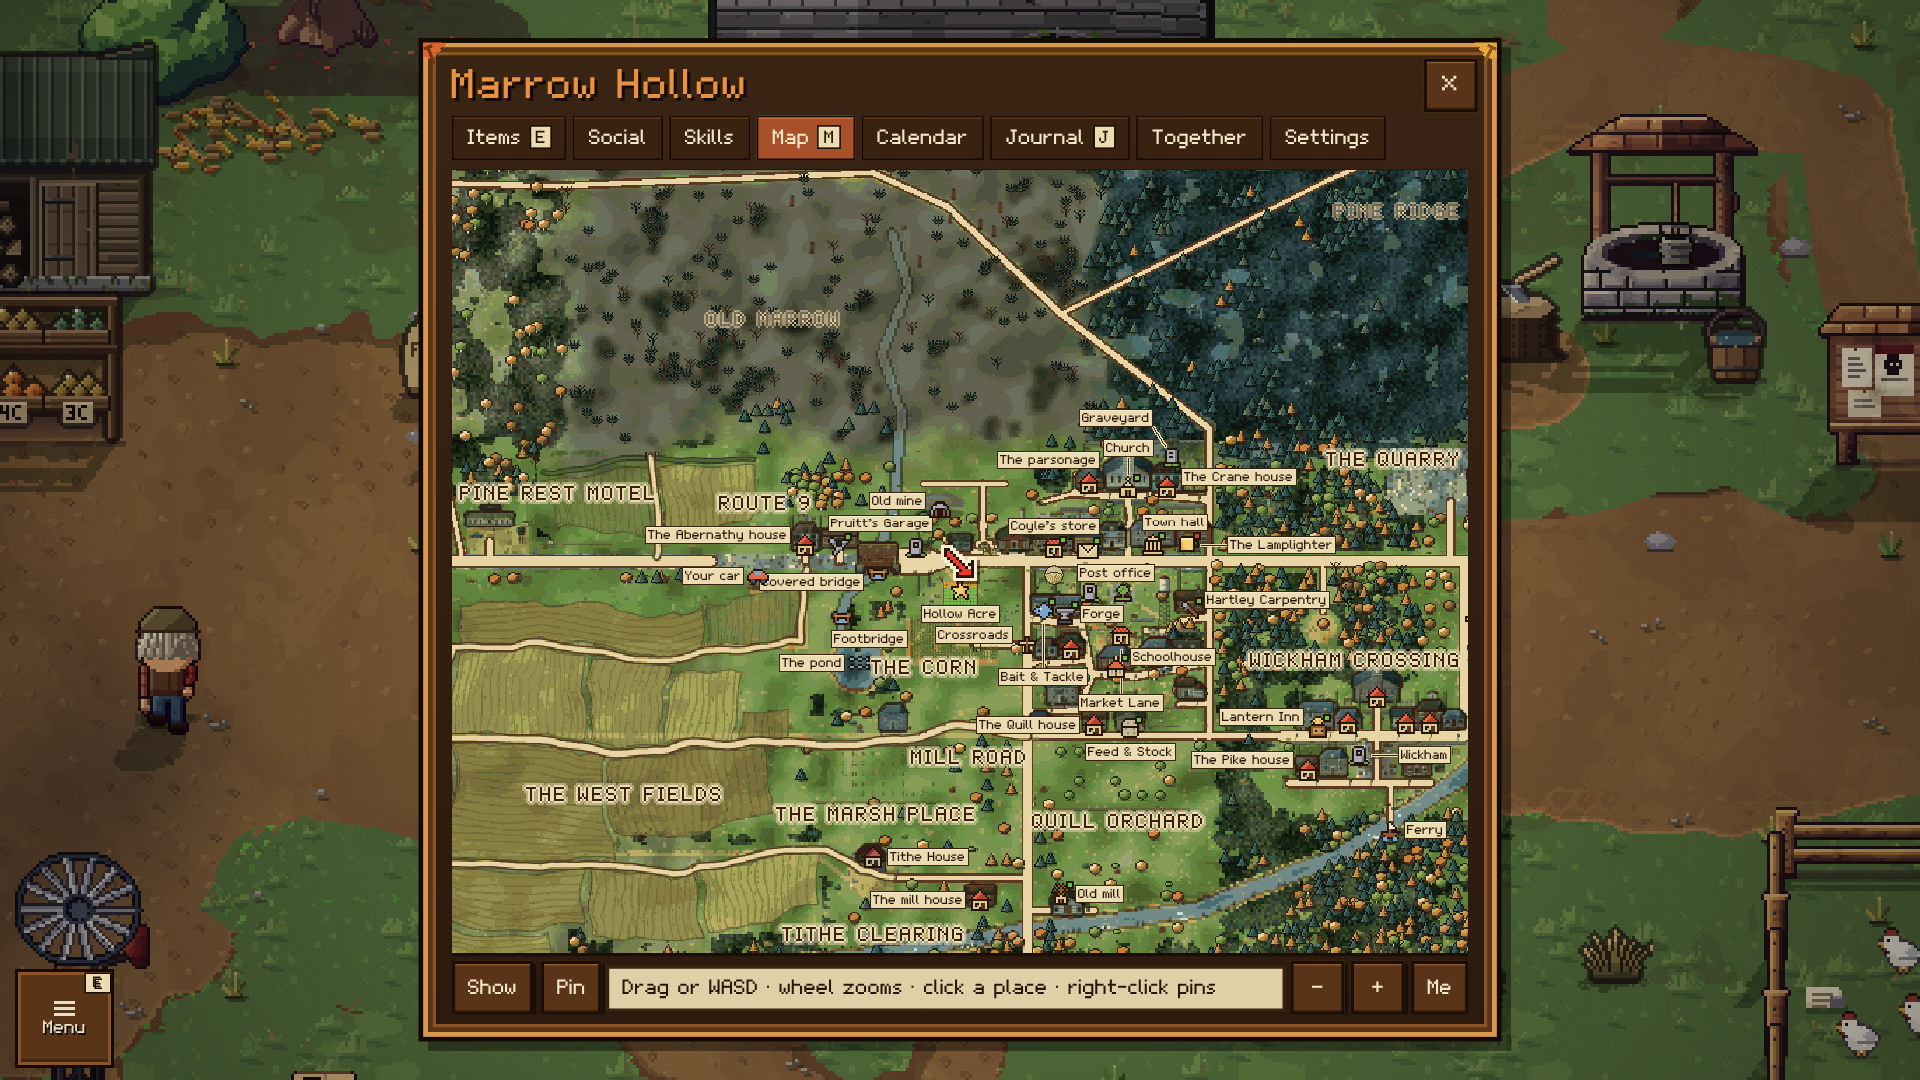 Marrow Hollow
×
Items E
Social
Skills
Map M
Calendar
Journal J
Together
Settings
PINE RIDGE
OLD MARROW
Graveyard
Church
The parsonage
THE QUARRY
The Crane house
PINE REST MOTEL
ROUTE 9
Old mine
Pruitt's Garage
Coyle's store
Town hall
The Abernathy house
The Lamplighter
Your car
Covered bridge
Post office
Hartley Carpentry
Hollow Acre
Forge
Crossroads
Footbridge
The pond
THE CORN
Schoolhouse
WICKHAM CROSSING
Bait & Tackle
Market Lane
The Quill house
Lantern Inn
Feed & Stock
MILL ROAD
The Pike house
Wickham
THE WEST FIELDS
THE MARSH PLACE
QUILL ORCHARD
Ferry
Tithe House
The mill house
Old mill
TITHE CLEARING
4C
3C
E
Menu
Show
Pin
Drag or WASD · wheel zooms · click a place · right-click pins
−
+
Me